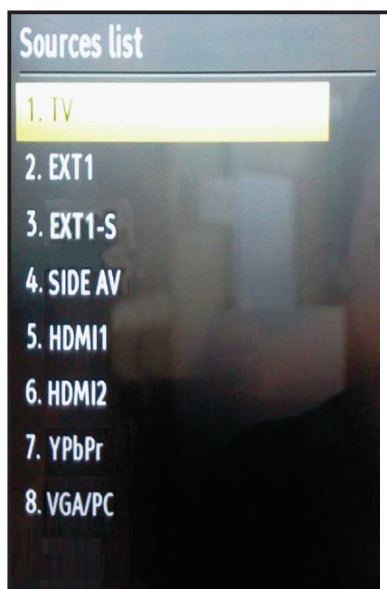 Sources list
1. TV
2. EXT1
3. EXT1-S
4. SIDE AV
5. HDMI1
6. HDMI2
7. YPbPr
8. VGA/PC